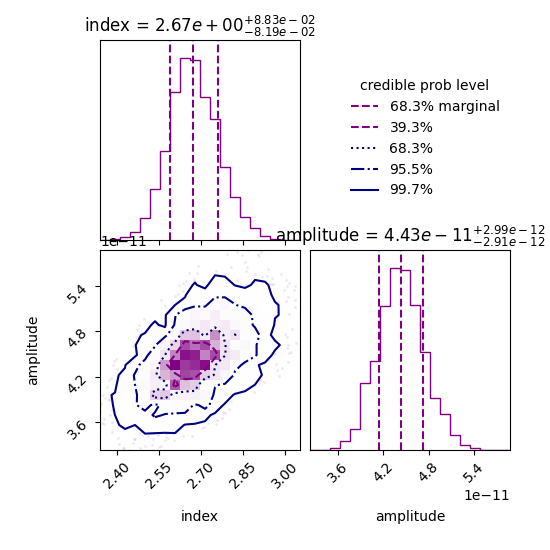 index = 2.67e+00 +8.83e−02 −8.19e−02
credible prob level
68.3% marginal
39.3%
68.3%
95.5%
99.7%
1e−11
amplitude = 4.43e−11 +2.99e−12 −2.91e−12
amplitude
5.4
4.8
4.2
3.6
2.40 2.55 2.70 2.85 3.00
index
3.6 4.2 4.8 5.4
1e−11
amplitude